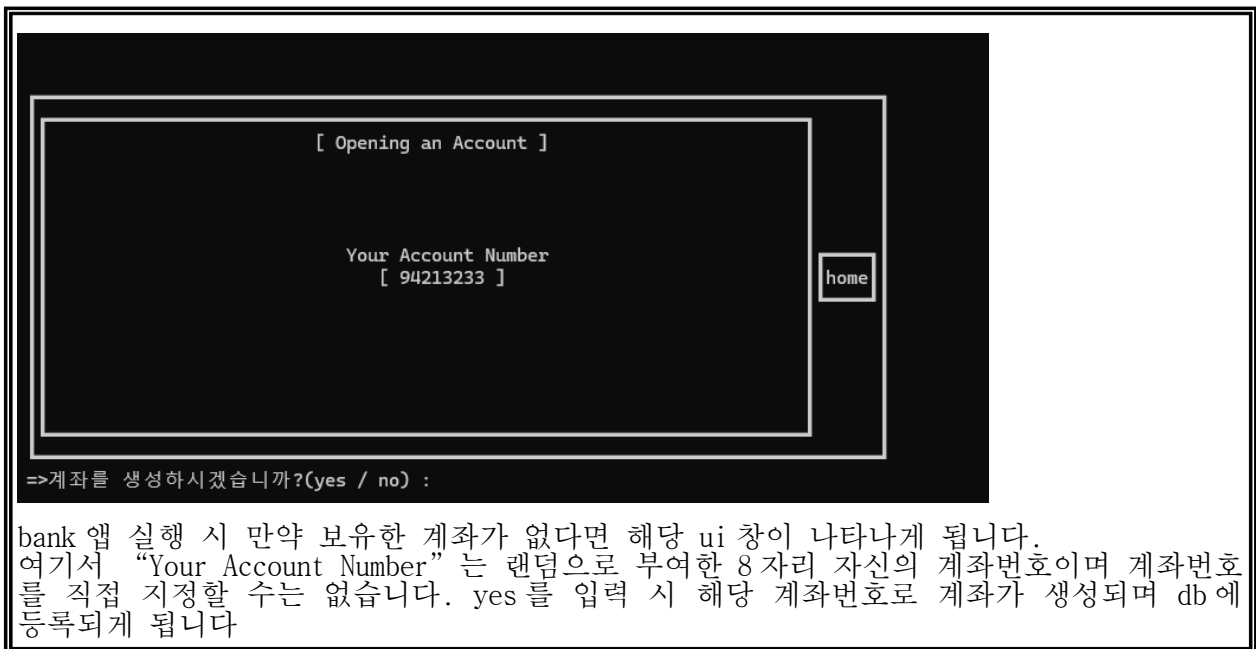 [ Opening an Account ]
Your Account Number
[ 94213233 ]
home
=>계좌를 생성하시겠습니까?(yes / no) :
bank 앱 실행 시 만약 보유한 계좌가 없다면 해당 ui 창이 나타나게 됩니다.
여기서 “Your Account Number”는 랜덤으로 부여한 8자리 자신의 계좌번호이며 계좌번호
를 직접 지정할 수는 없습니다. yes를 입력 시 해당 계좌번호로 계좌가 생성되며 db에
등록되게 됩니다